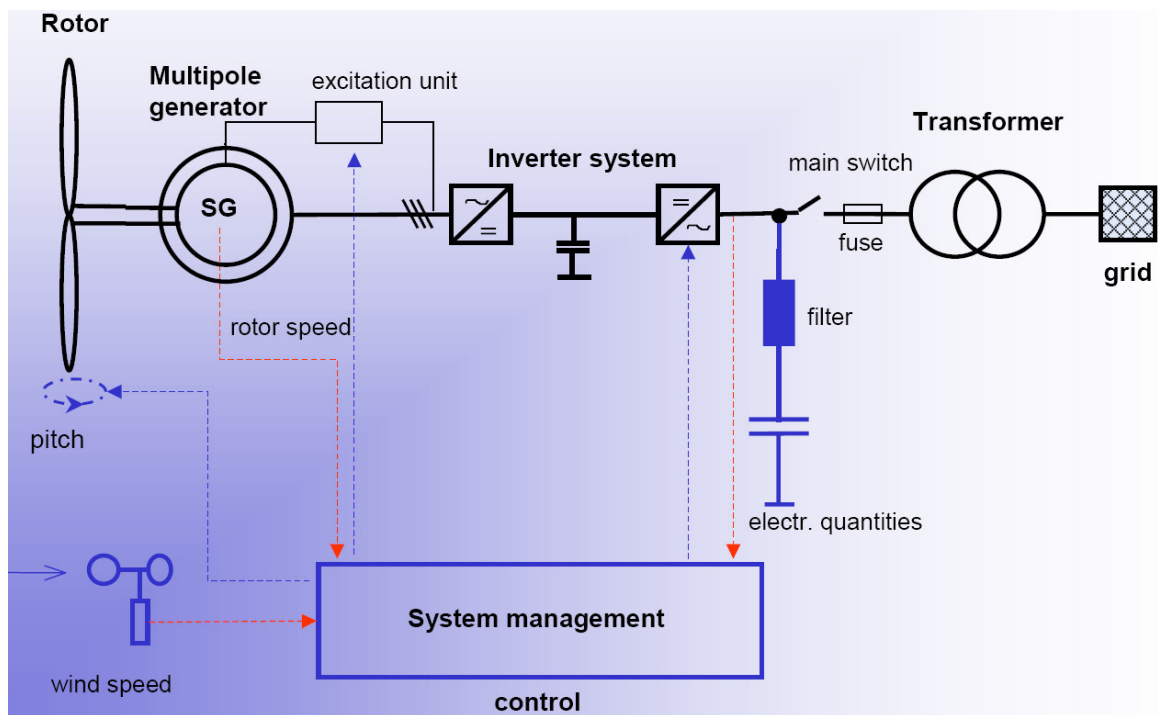 Rotor
Multipole
generator
excitation unit
Inverter system
main switch
Transformer
SG
fuse
grid
rotor speed
filter
pitch
electr. quantities
System management
wind speed
control